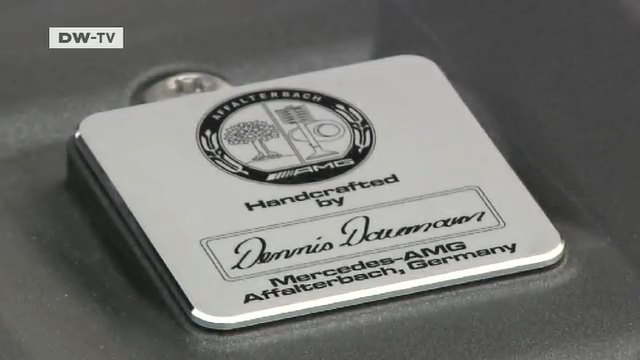 DW-TV
AFFALTERBACH
AMG
Handcrafted
by
Dennis Daumann
Mercedes-AMG
Affalterbach, Germany